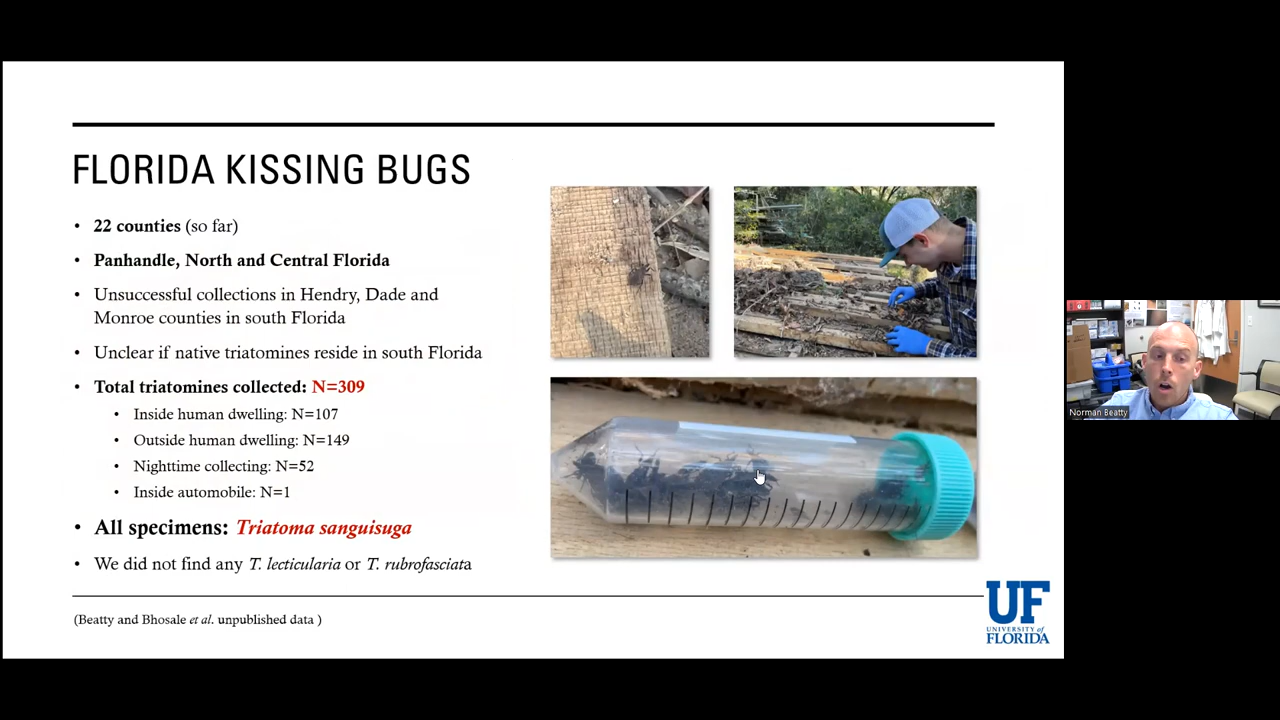 FLORIDA KISSING BUGS
• 22 counties (so far)
• Panhandle, North and Central Florida
• Unsuccessful collections in Hendry, Dade and
Monroe counties in south Florida
• Unclear if native triatomines reside in south Florida
• Total triatomines collected: N=309
• Inside human dwelling: N=107
• Outside human dwelling: N=149
• Nighttime collecting: N=52
• Inside automobile: N=1
• All specimens: Triatoma sanguisuga
• We did not find any T. lecticularia or T. rubrofasciata
(Beatty and Bhosale et al. unpublished data )
UF
UNIVERSITY of
FLORIDA
Norman Beatty